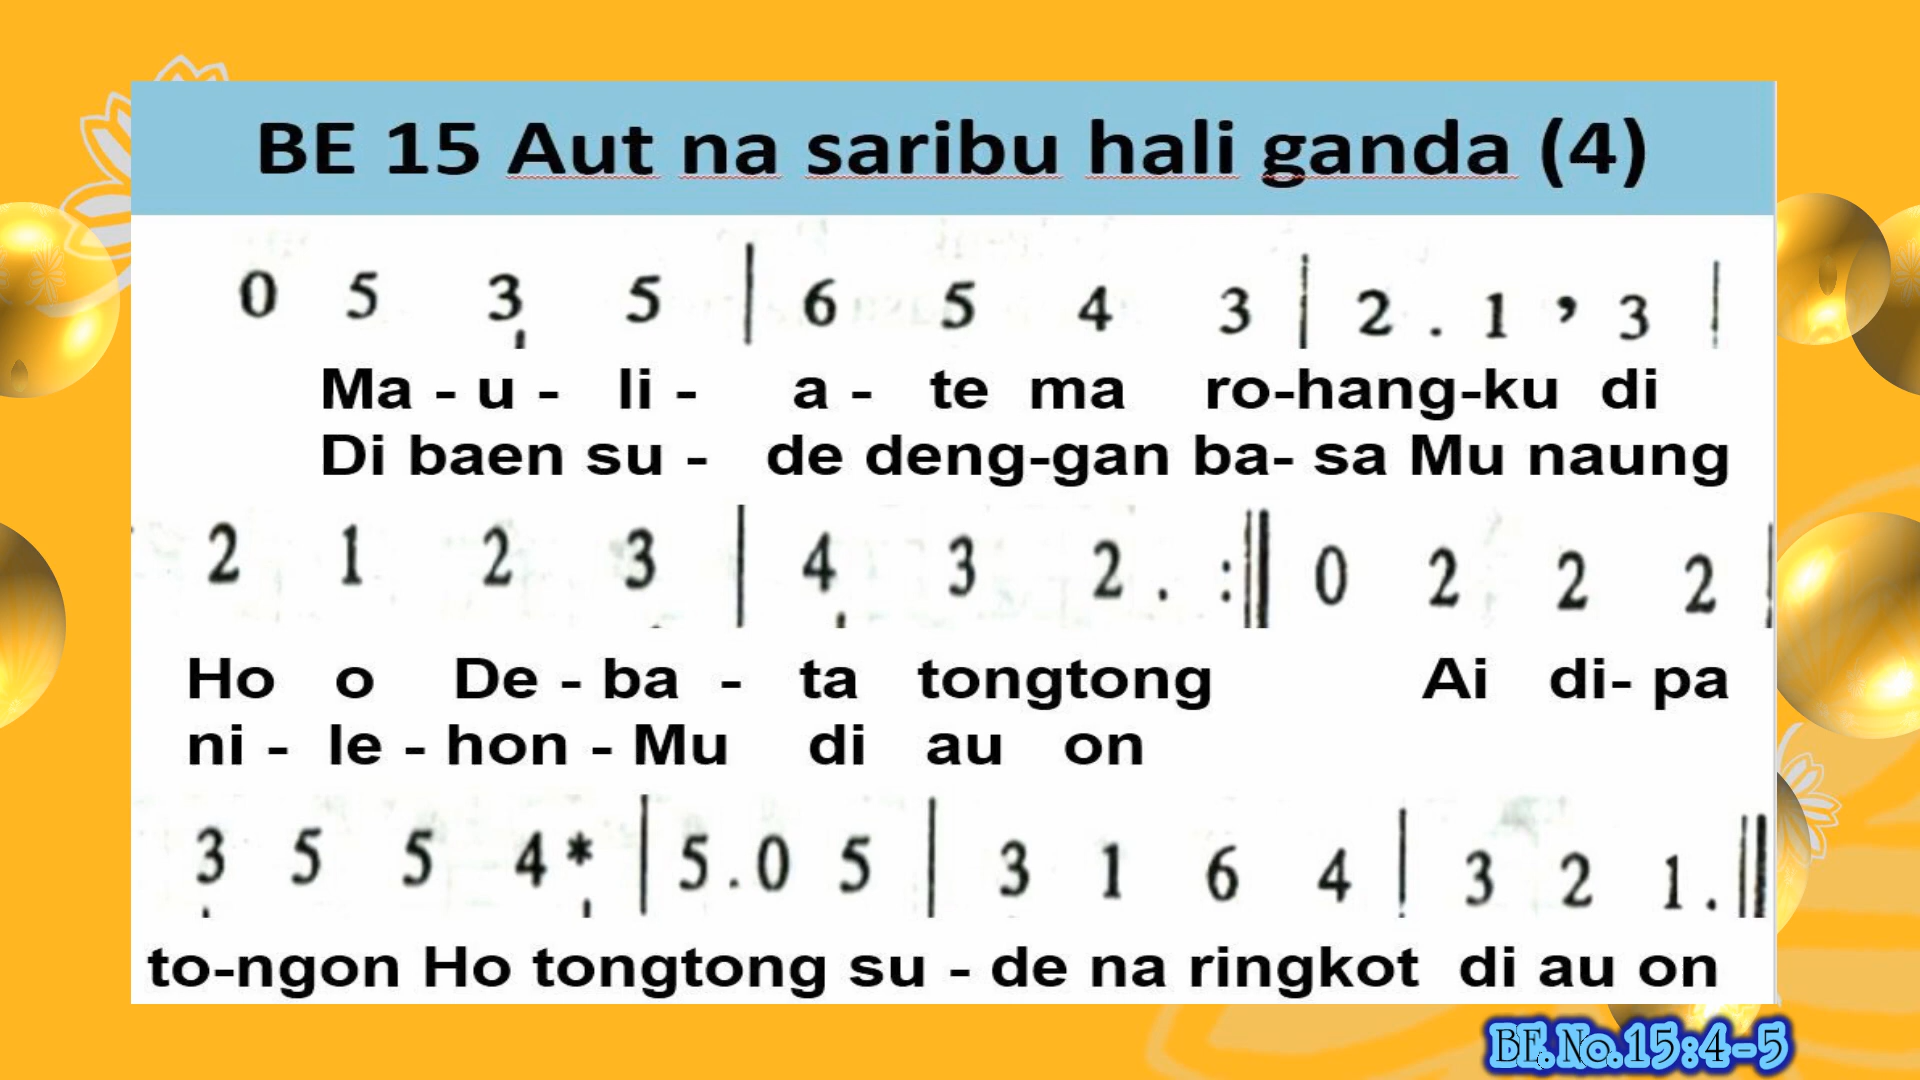 BE 15 Aut na saribu hali ganda (4)
0 5 3 5 | 6 5 4 3 | 2 . 1 , 3 |
Ma - u - li - a - te ma ro-hang-ku di
Di baen su - de deng-gan ba- sa Mu naung
2 1 2 3 | 4 3 2 . :|| 0 2 2 2 |
Ho o De - ba - ta tongtong Ai di- pa
ni - le - hon - Mu di au on
3 5 5 4* | 5 . 0 5 | 3 1 6 4 | 3 2 1 . ||
to-ngon Ho tongtong su - de na ringkot di au on
BE.No.15:4-5